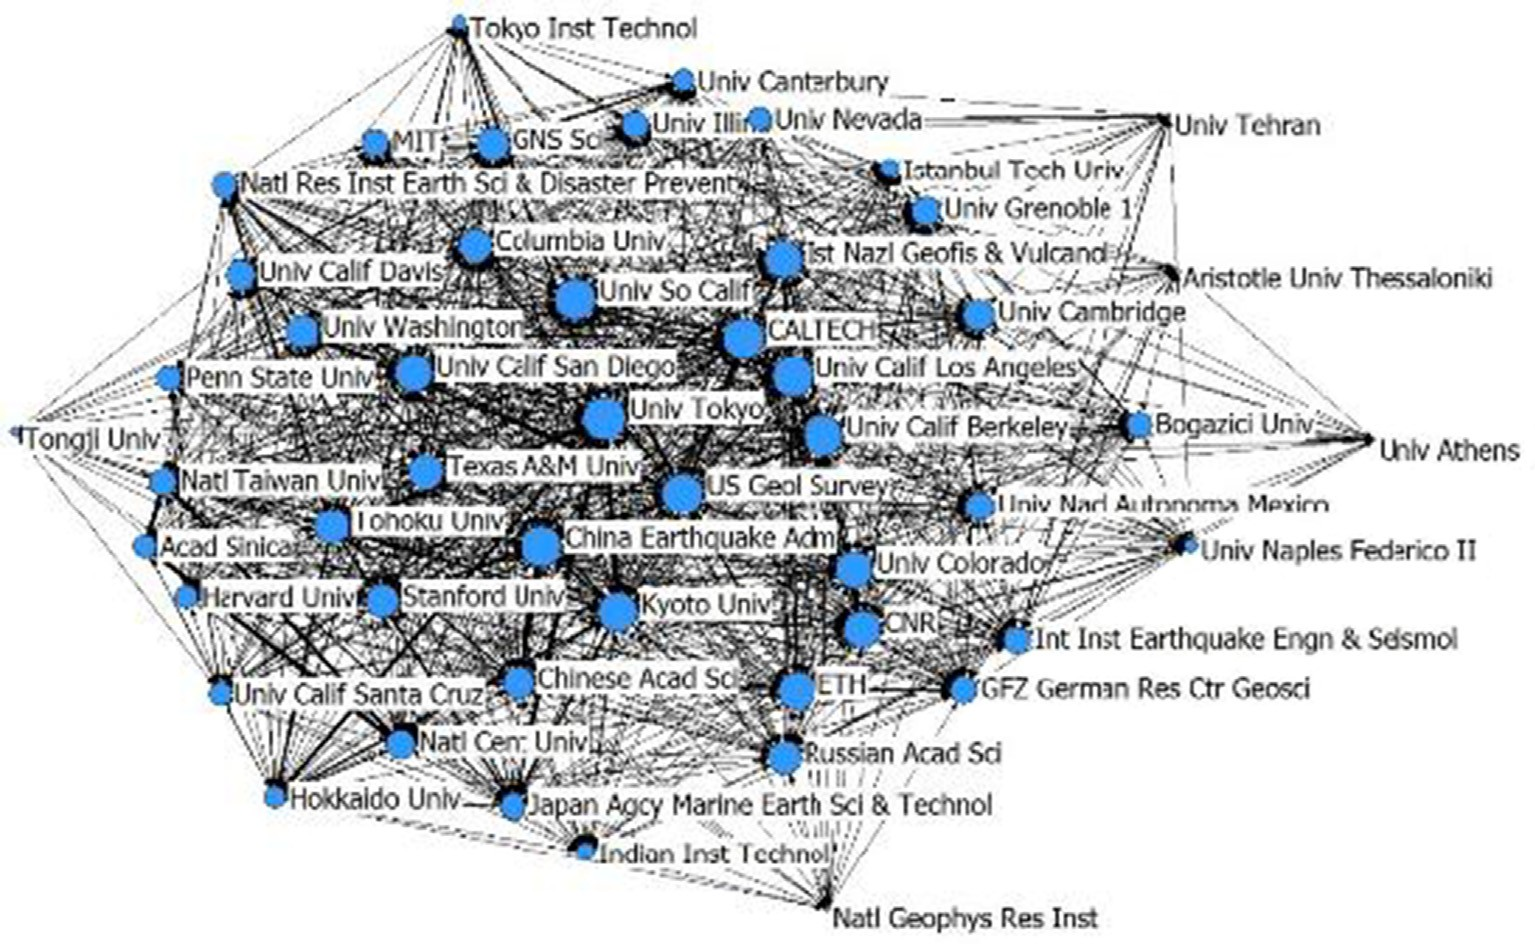 Tokyo Inst Technol
Univ Canterbury
Univ Illin
Univ Nevada
Univ Tehran
MIT
GNS Sci
Istanbul Tech Univ
Natl Res Inst Earth Sci & Disaster Prevent
Univ Grenoble 1
Columbia Univ
Ist Nazl Geofis & Vulcanol
Univ Calif Davis
Aristotle Univ Thessaloniki
Univ So Calif
Univ Cambridge
Univ Washington
CALTECH
Univ Calif San Diego
Univ Calif Los Angeles
Penn State Univ
Univ Tokyo
Univ Calif Berkeley
Bogazici Univ
Tongji Univ
Univ Athens
Texas A&M Univ
Natl Taiwan Univ
US Geol Survey
Univ Nacl Autonoma Mexico
Tohoku Univ
China Earthquake Adm
Acad Sinica
Univ Naples Federico II
Univ Colorado
Harvard Univ
Stanford Univ
Kyoto Univ
CNR
Int Inst Earthquake Engn & Seismol
Chinese Acad Sci
ETH
GFZ German Res Ctr Geosci
Univ Calif Santa Cruz
Natl Cent Univ
Russian Acad Sci
Hokkaido Univ
Japan Agcy Marine Earth Sci & Technol
Indian Inst Technol
Natl Geophys Res Inst